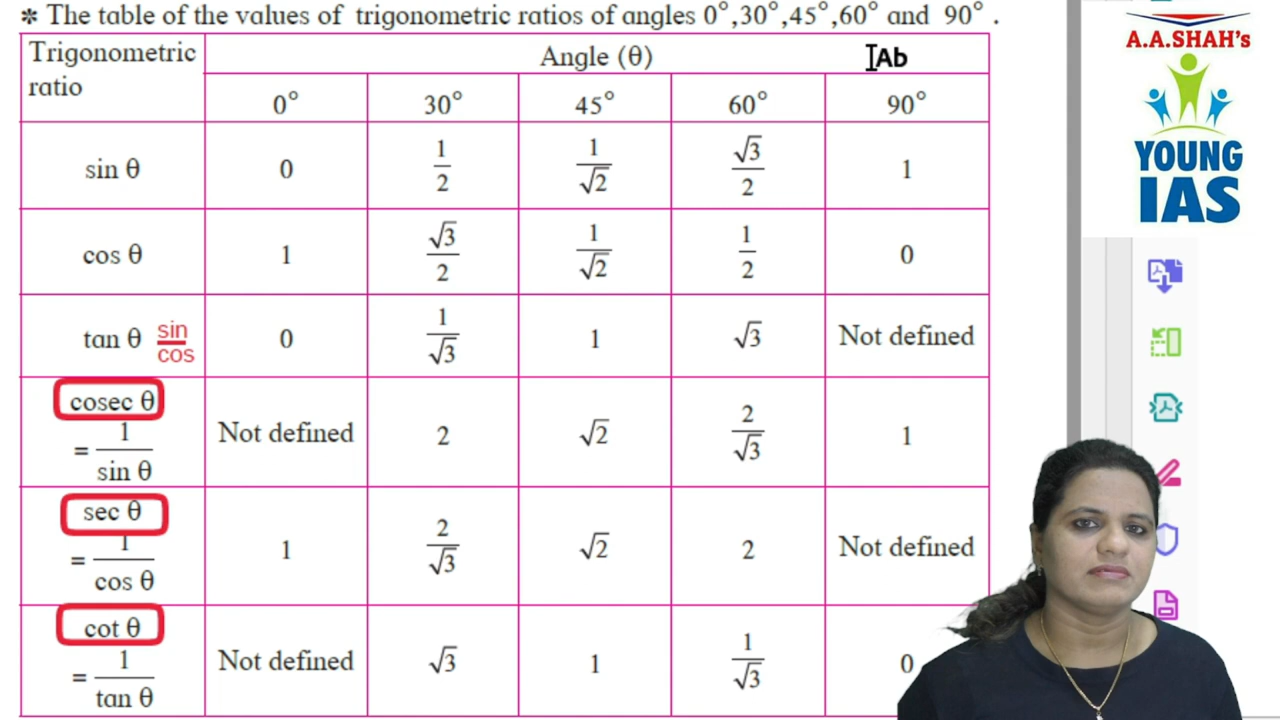 * The table of the values of trigonometric ratios of angles 0°,30°,45°,60° and 90° .
Trigonometric ratio Angle (θ) Ab
0° 30° 45° 60° 90°
sin θ 0 1/2 1/√2 √3/2 1
cos θ 1 √3/2 1/√2 1/2 0
tan θ sin/cos 0 1/√3 1 √3 Not defined
cosec θ = 1/sin θ Not defined 2 √2 2/√3 1
sec θ = 1/cos θ 1 2/√3 √2 2 Not defined
cot θ = 1/tan θ Not defined √3 1 1/√3 0
A.A.SHAH's
YOUNG
IAS